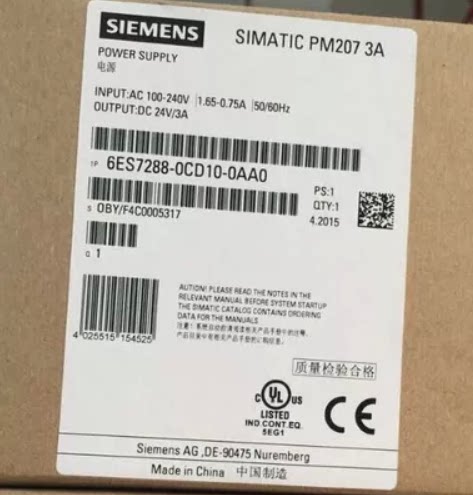 SIEMENS
SIMATIC PM207 3A
POWER SUPPLY
电源
INPUT:AC 100-240V 1.65-0.75A 50/60Hz
OUTPUT:DC 24V/3A
1P 6ES7288-0CD10-0AA0
S OBY/F4C0005317
PS:1
QTY:1
4.2015
Q 1
4 025515 154525
AUTION! PLEASE READ THE NOTES IN THE
RELEVANT MANUAL BEFORE SYSTEM STARTUP
THE SIMATIC CATALOG CONTAINS ORDERING
DATA FOR THE MANUALS
质量检验合格
C UL US
LISTED
IND.CONT.EQ.
5EG1
CE
Siemens AG ,DE-90475 Nuremberg
Made in China 中国制造